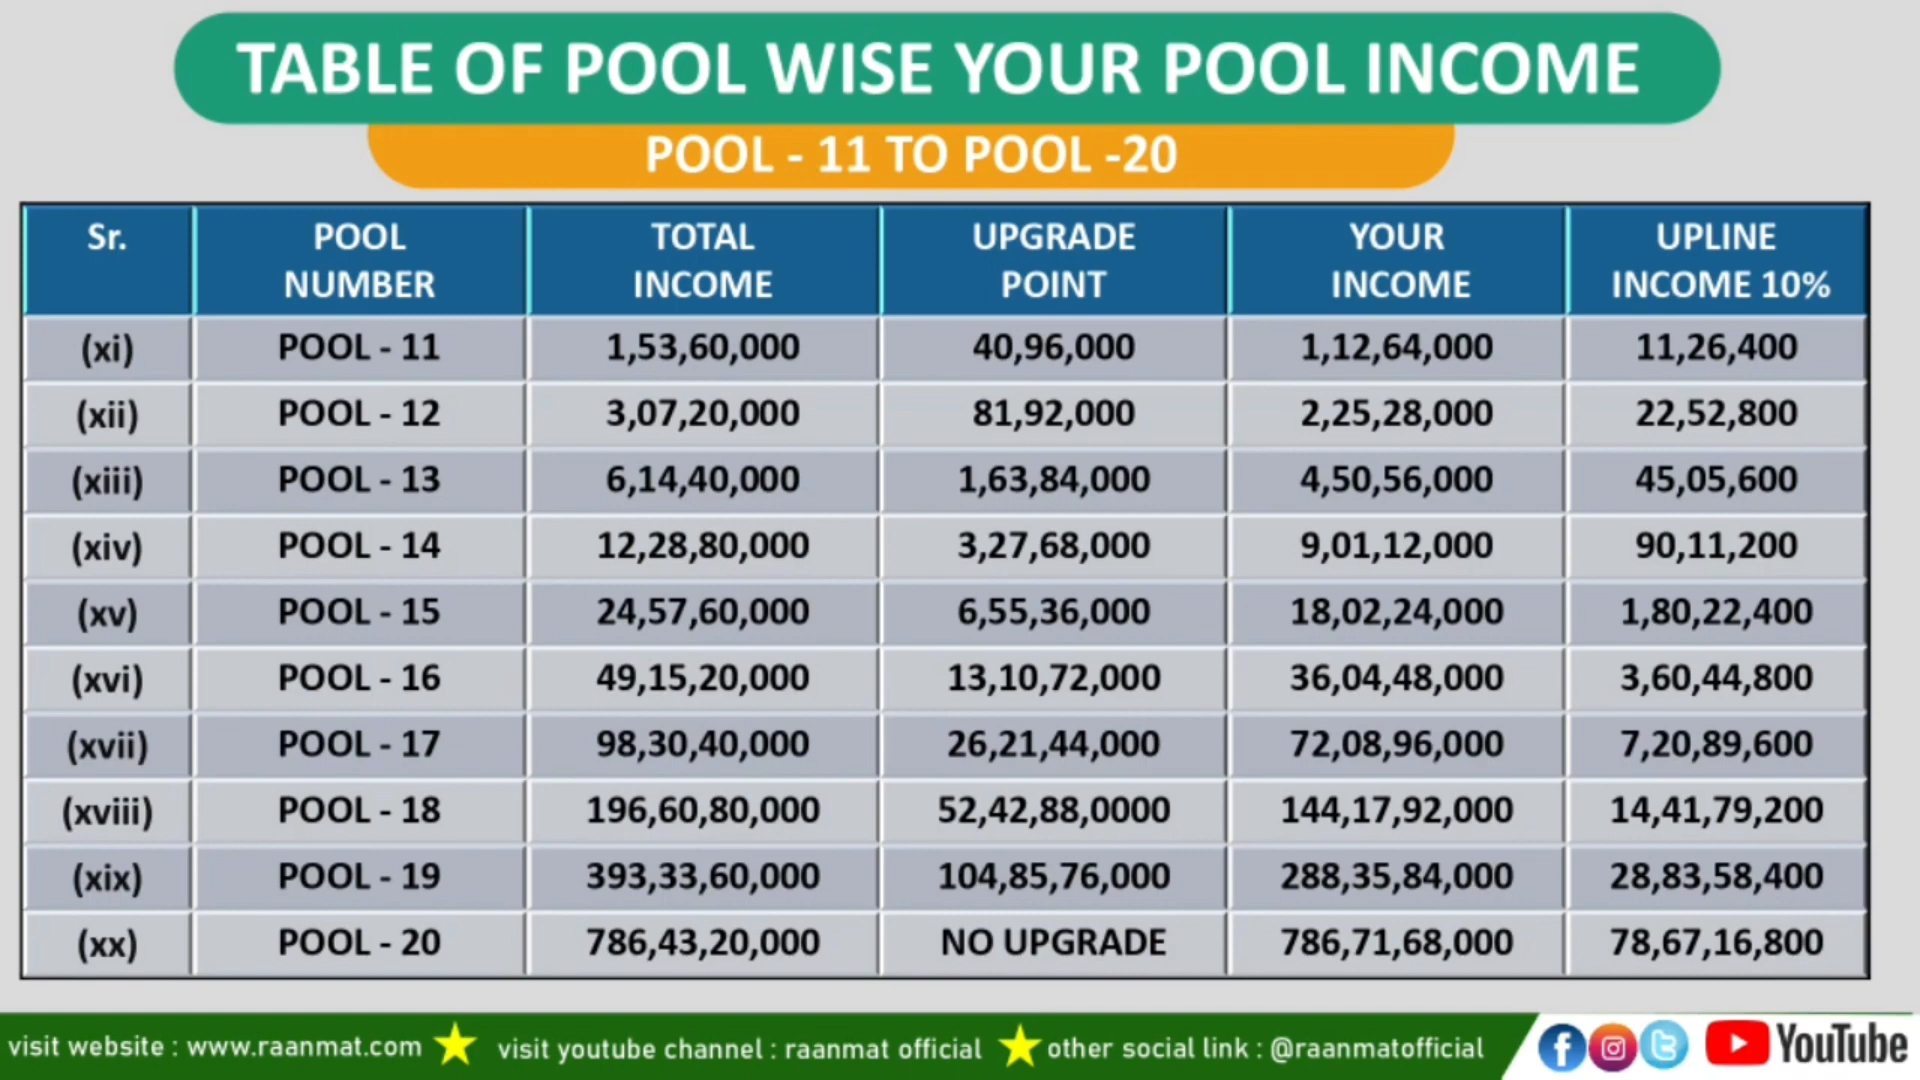 TABLE OF POOL WISE YOUR POOL INCOME
POOL - 11 TO POOL -20
Sr. POOL NUMBER TOTAL INCOME UPGRADE POINT YOUR INCOME UPLINE INCOME 10%
(xi) POOL - 11 1,53,60,000 40,96,000 1,12,64,000 11,26,400
(xii) POOL - 12 3,07,20,000 81,92,000 2,25,28,000 22,52,800
(xiii) POOL - 13 6,14,40,000 1,63,84,000 4,50,56,000 45,05,600
(xiv) POOL - 14 12,28,80,000 3,27,68,000 9,01,12,000 90,11,200
(xv) POOL - 15 24,57,60,000 6,55,36,000 18,02,24,000 1,80,22,400
(xvi) POOL - 16 49,15,20,000 13,10,72,000 36,04,48,000 3,60,44,800
(xvii) POOL - 17 98,30,40,000 26,21,44,000 72,08,96,000 7,20,89,600
(xviii) POOL - 18 196,60,80,000 52,42,88,0000 144,17,92,000 14,41,79,200
(xix) POOL - 19 393,33,60,000 104,85,76,000 288,35,84,000 28,83,58,400
(xx) POOL - 20 786,43,20,000 NO UPGRADE 786,71,68,000 78,67,16,800
visit website : www.raanmat.com visit youtube channel : raanmat official other social link : @raanmatofficial YouTube